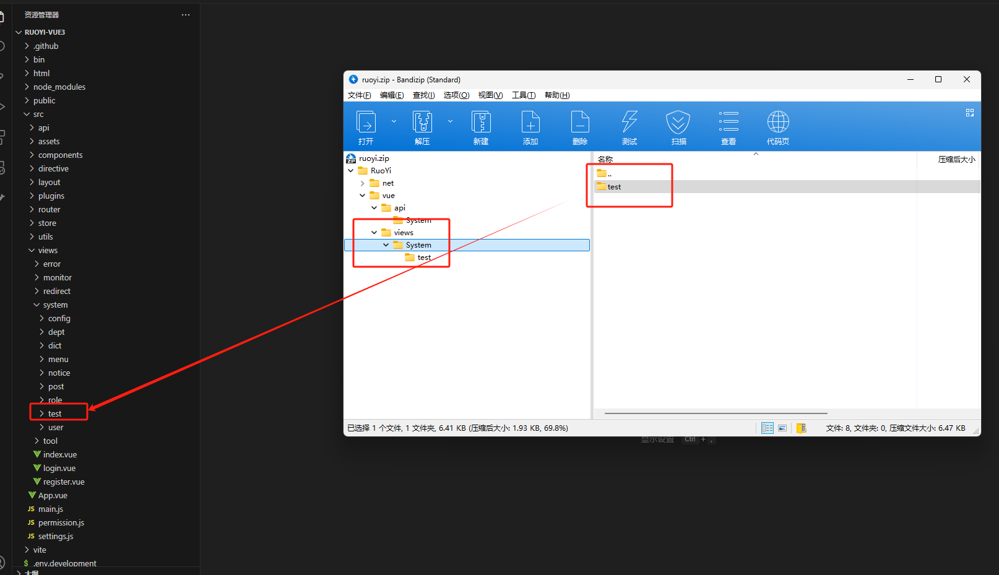 资源管理器
RUOYI-VUE3
.github
bin
html
node_modules
public
src
api
assets
components
directive
layout
plugins
router
store
utils
views
error
monitor
redirect
system
config
dept
dict
menu
notice
post
role
test
user
tool
index.vue
login.vue
register.vue
App.vue
JS main.js
JS permission.js
JS settings.js
vite
$ .env.development
大纲
ruoyi.zip - Bandizip (Standard)
文件(F) 编辑(E) 查找(I) 选项(O) 视图(V) 工具(T) 帮助(H)
打开 解压 新建 添加 删除 测试 扫描 查看 代码页
ZIP ruoyi.zip
RuoYi
net
vue
api
System
views
System
test
名称 压缩后大小
..
test
已选择 1 个文件, 1 文件夹, 6.41 KB (压缩后大小: 1.93 KB, 69.8%) 文件: 8, 文件夹: 0, 压缩文件大小: 6.47 KB
显示设置 Ctrl + ,